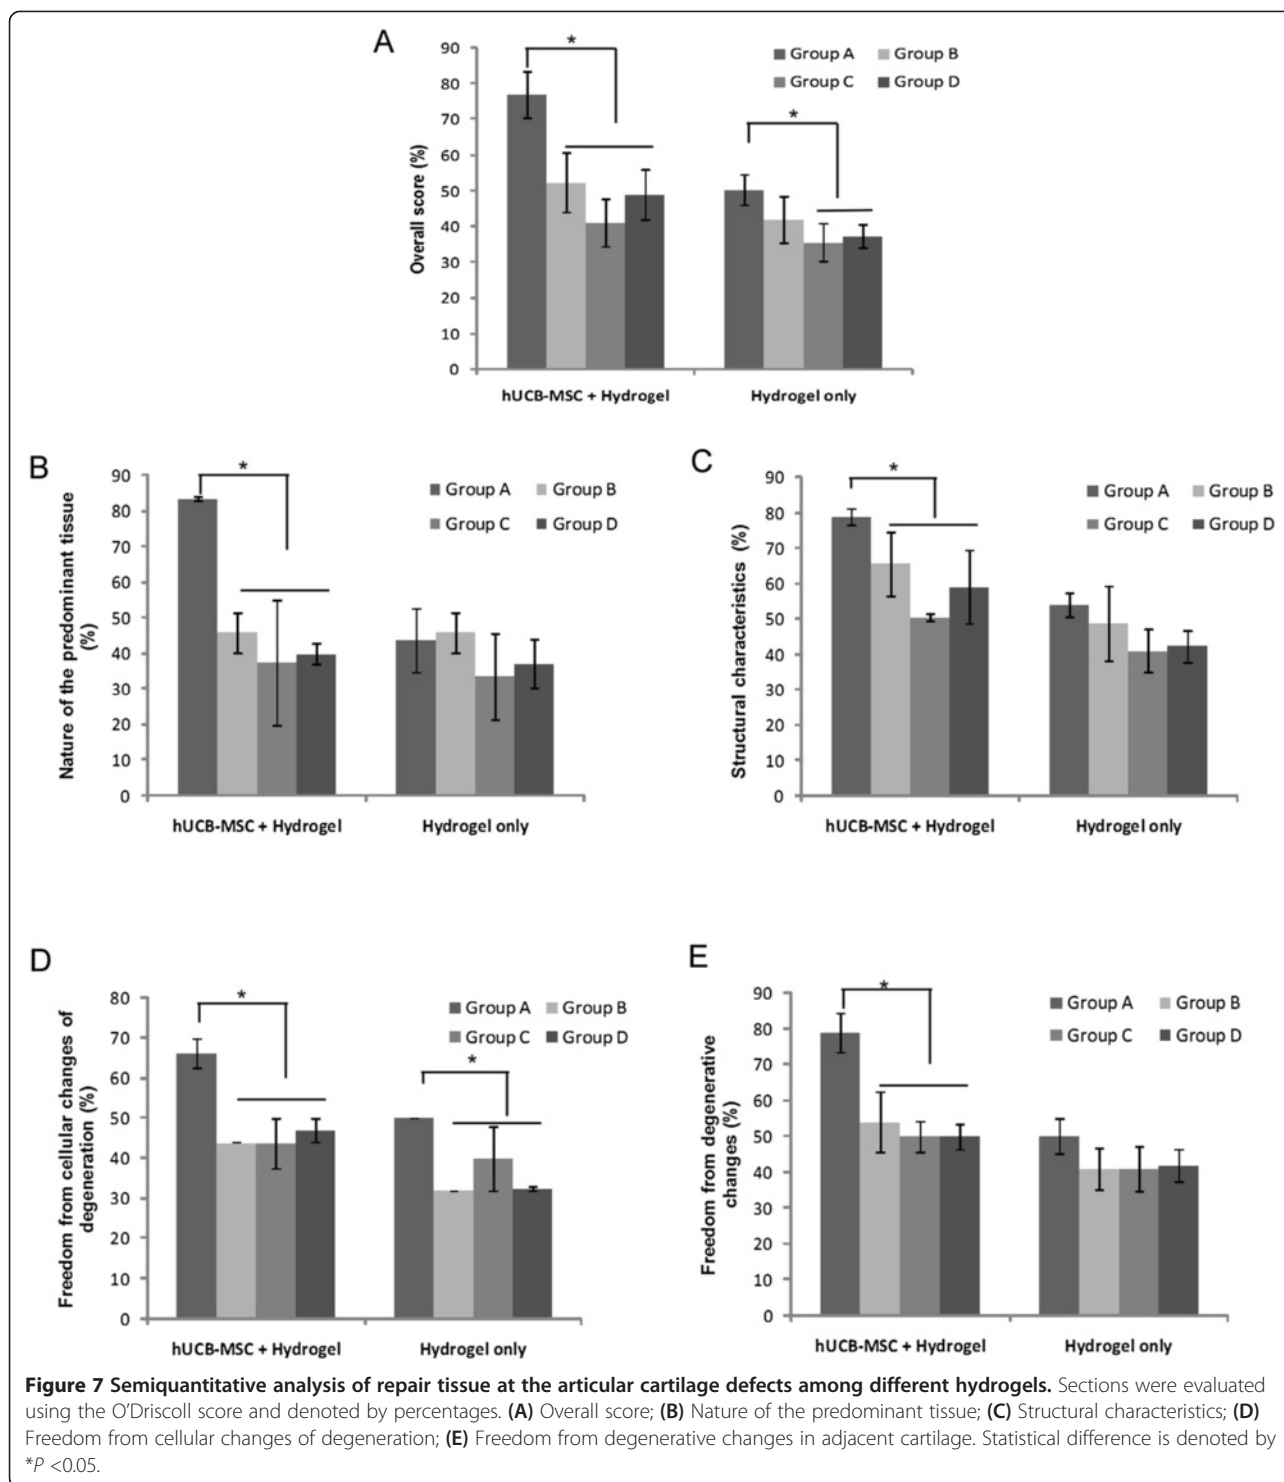 A
*
Group A Group B
Group C Group D
*
90
80
70
60
50
40
30
20
10
0
Overall score (%)
hUCB-MSC + Hydrogel Hydrogel only
B
*
Group A Group B
Group C Group D
90
80
70
60
50
40
30
20
10
0
Nature of the predominant tissue
(%)
hUCB-MSC + Hydrogel Hydrogel only
C
*
Group A Group B
Group C Group D
90
80
70
60
50
40
30
20
10
0
Structural characteristics (%)
hUCB-MSC + Hydrogel Hydrogel only
D
*
Group A Group B
Group C Group D
*
80
70
60
50
40
30
20
10
0
Freedom from cellular changes of
degeneration (%)
hUCB-MSC + Hydrogel Hydrogel only
E
*
Group A Group B
Group C Group D
90
80
70
60
50
40
30
20
10
0
Freedom from degenerative
changes (%)
hUCB-MSC + Hydrogel Hydrogel only
Figure 7 Semiquantitative analysis of repair tissue at the articular cartilage defects among different hydrogels. Sections were evaluated
using the O'Driscoll score and denoted by percentages. (A) Overall score; (B) Nature of the predominant tissue; (C) Structural characteristics; (D)
Freedom from cellular changes of degeneration; (E) Freedom from degenerative changes in adjacent cartilage. Statistical difference is denoted by
*P <0.05.